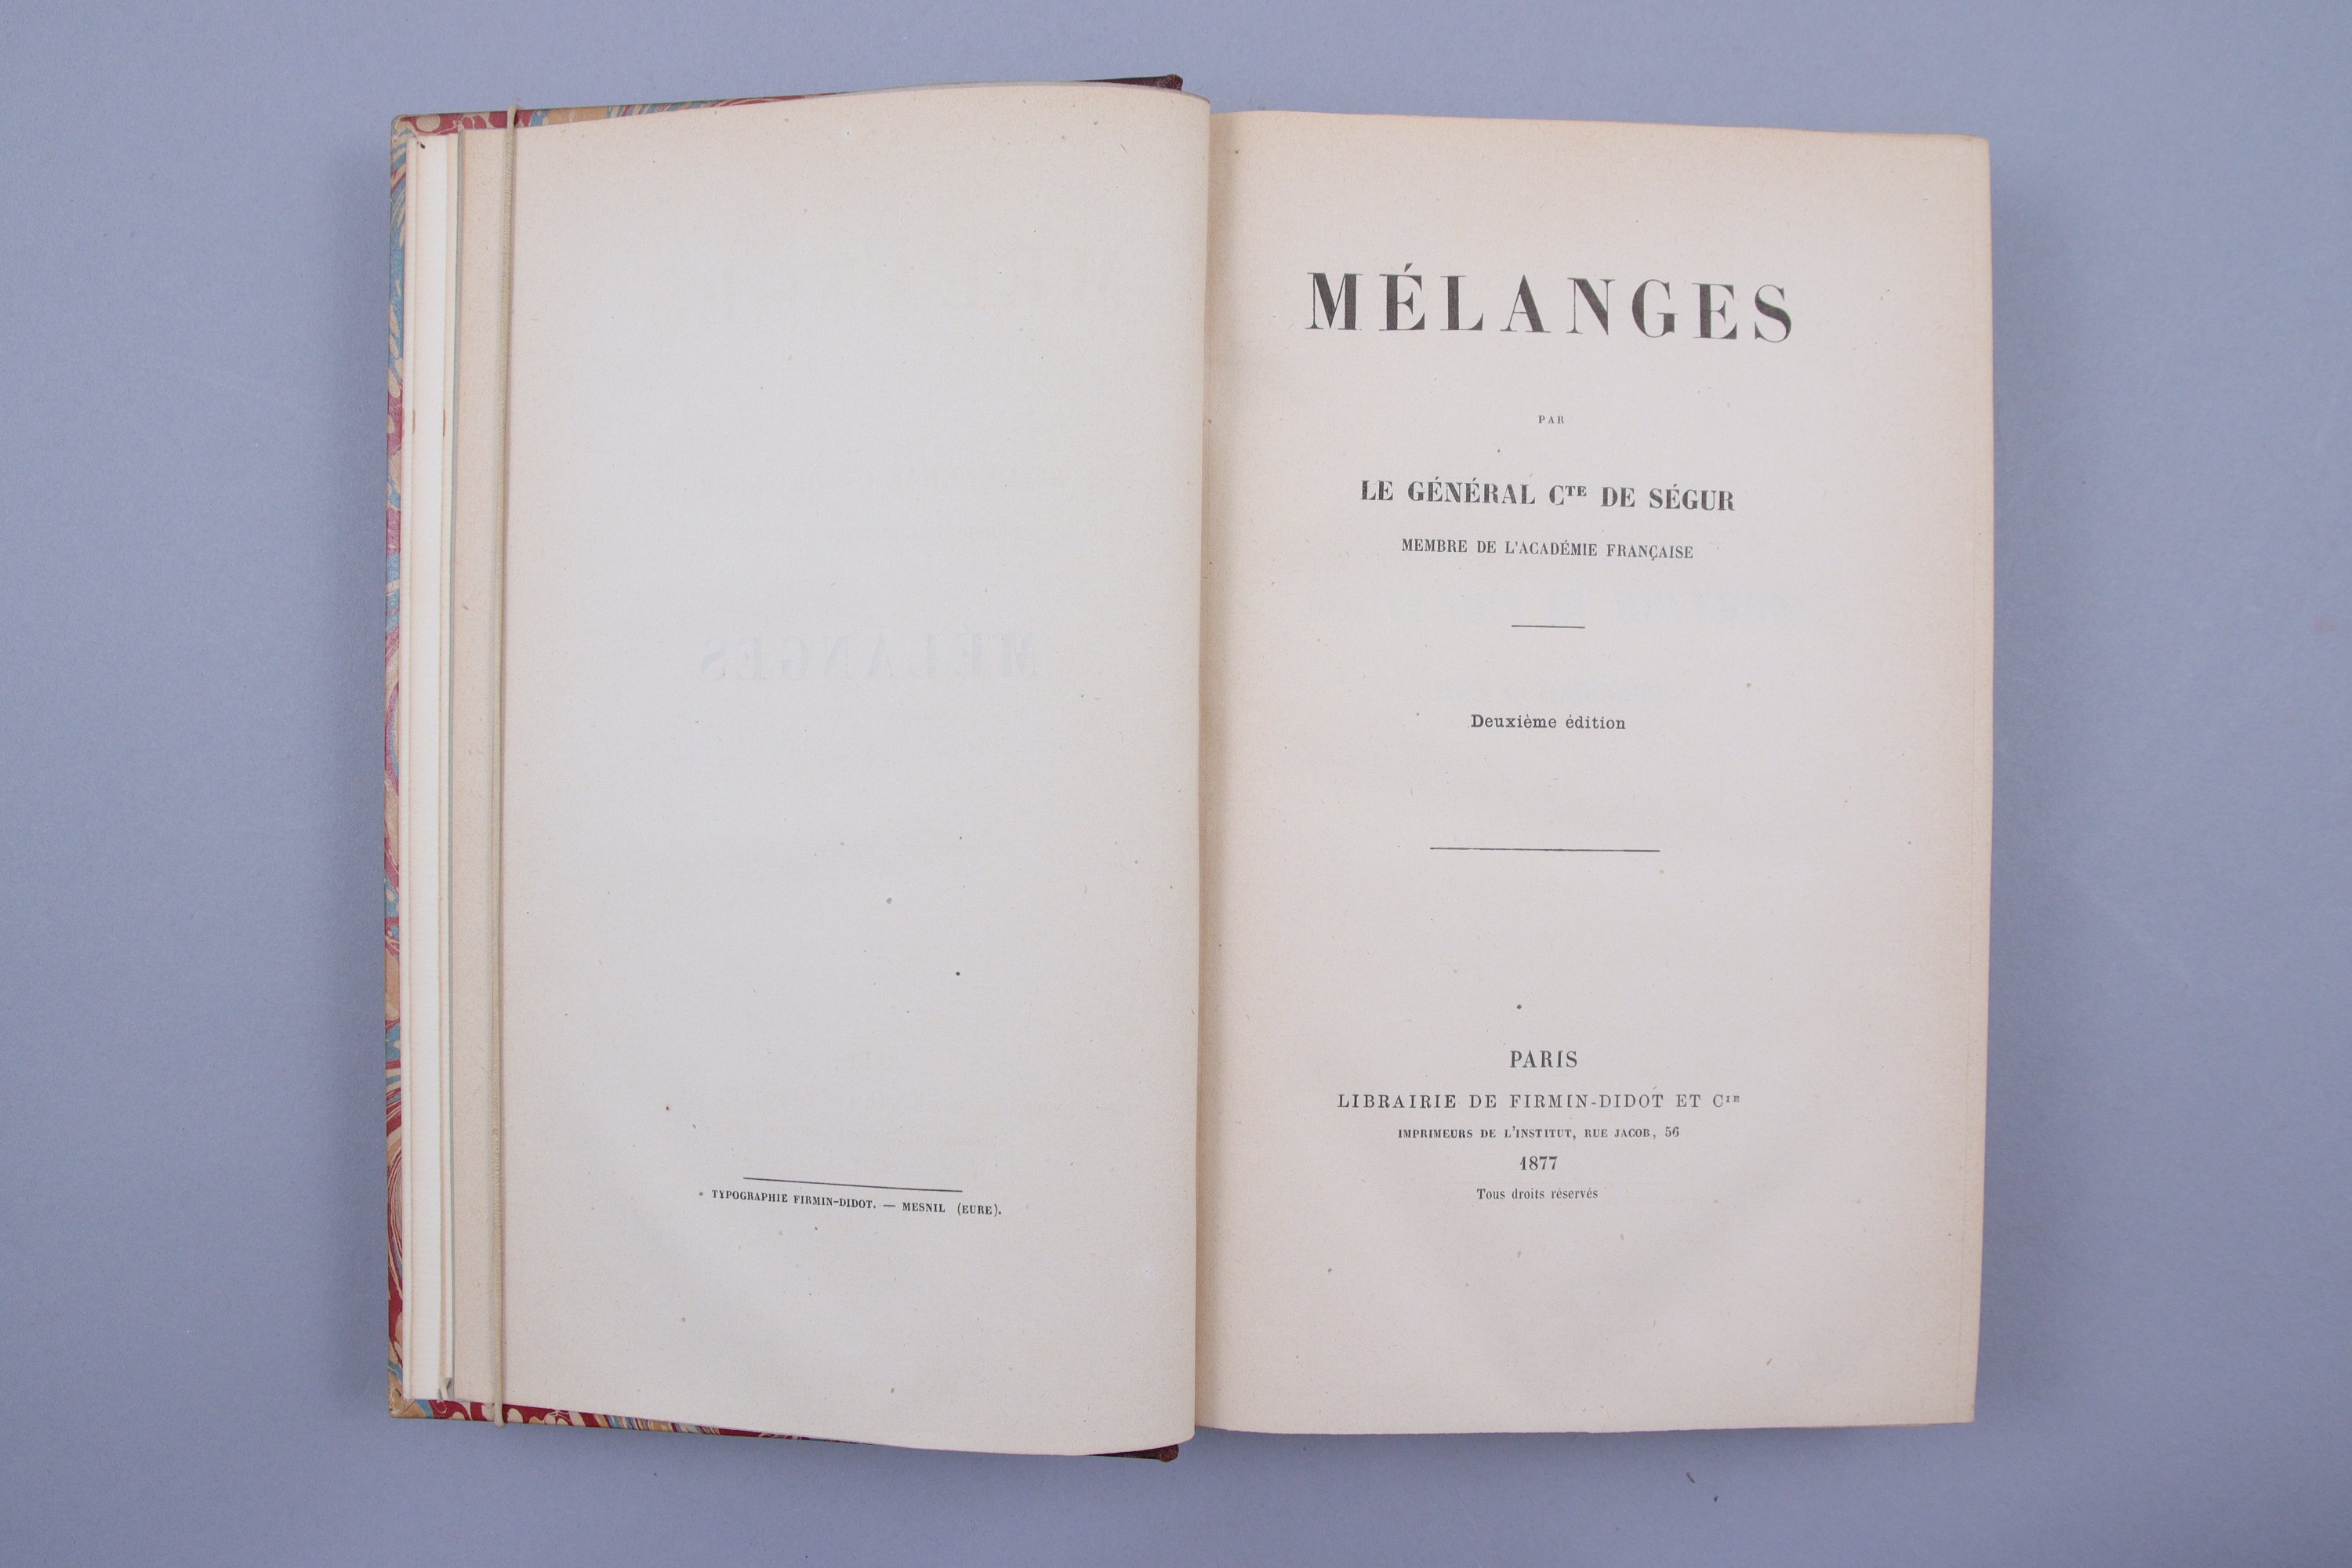 TYPOGRAPHIE FIRMIN-DIDOT. — MESNIL (EURE).
MÉLANGES
PAR
LE GÉNÉRAL CTE DE SÉGUR
MEMBRE DE L'ACADÉMIE FRANÇAISE
Deuxième édition
PARIS
LIBRAIRIE DE FIRMIN-DIDOT ET CIE
IMPRIMEURS DE L'INSTITUT, RUE JACOB, 56
1877
Tous droits réservés